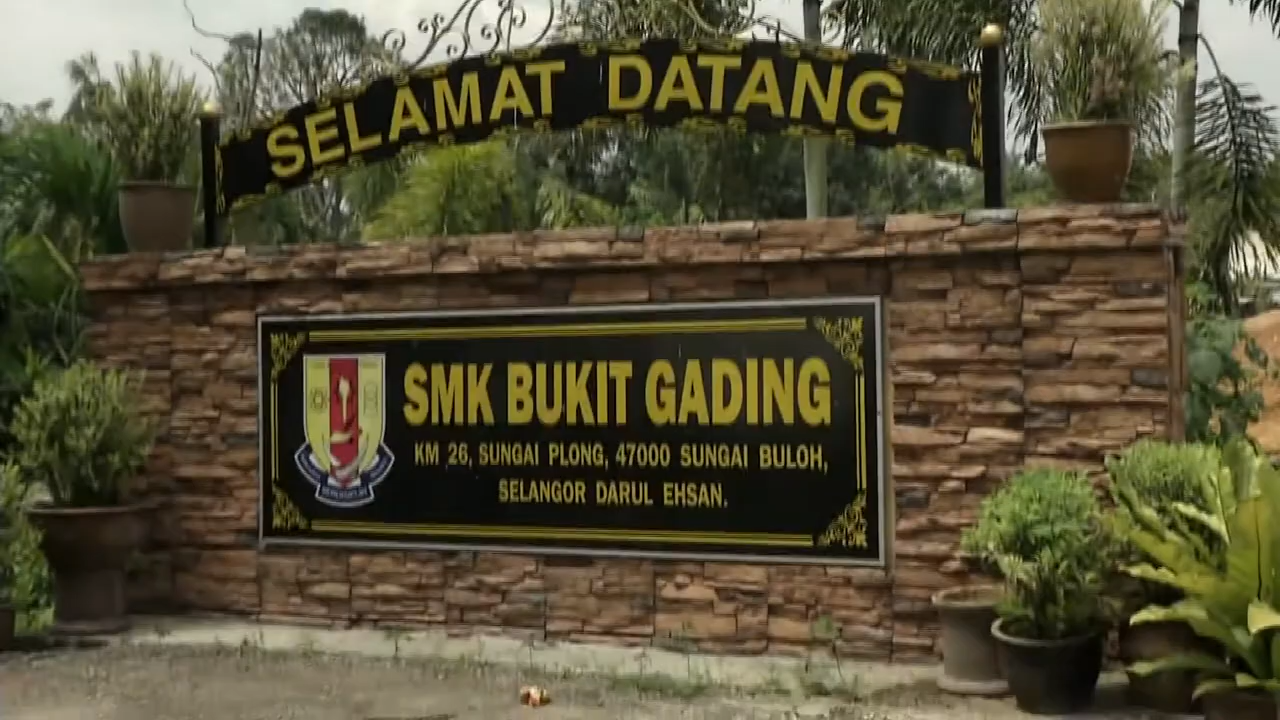 SELAMAT DATANG
SMK BUKIT GADING
KM 26, SUNGAI PLONG, 47000 SUNGAI BULOH,
SELANGOR DARUL EHSAN.